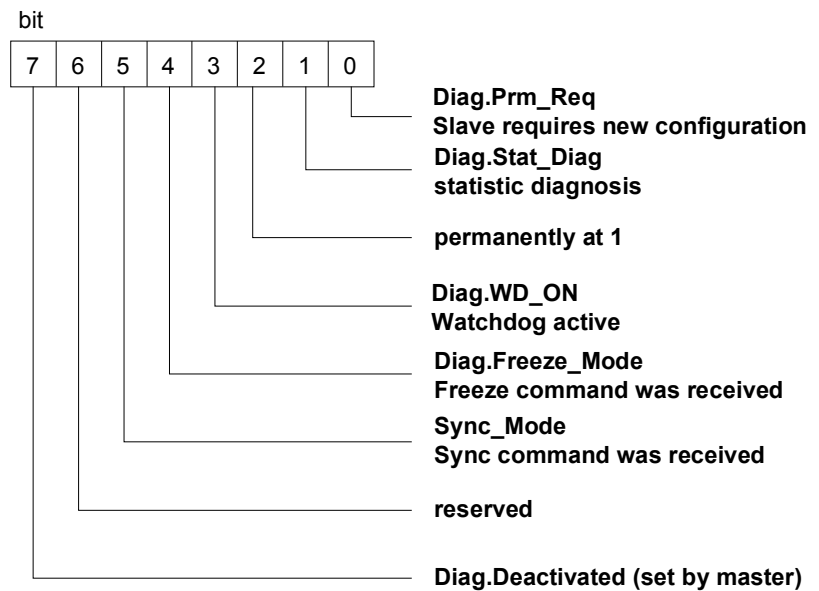 bit
7 6 5 4 3 2 1 0
Diag.Prm_Req
Slave requires new configuration
Diag.Stat_Diag
statistic diagnosis
permanently at 1
Diag.WD_ON
Watchdog active
Diag.Freeze_Mode
Freeze command was received
Sync_Mode
Sync command was received
reserved
Diag.Deactivated (set by master)